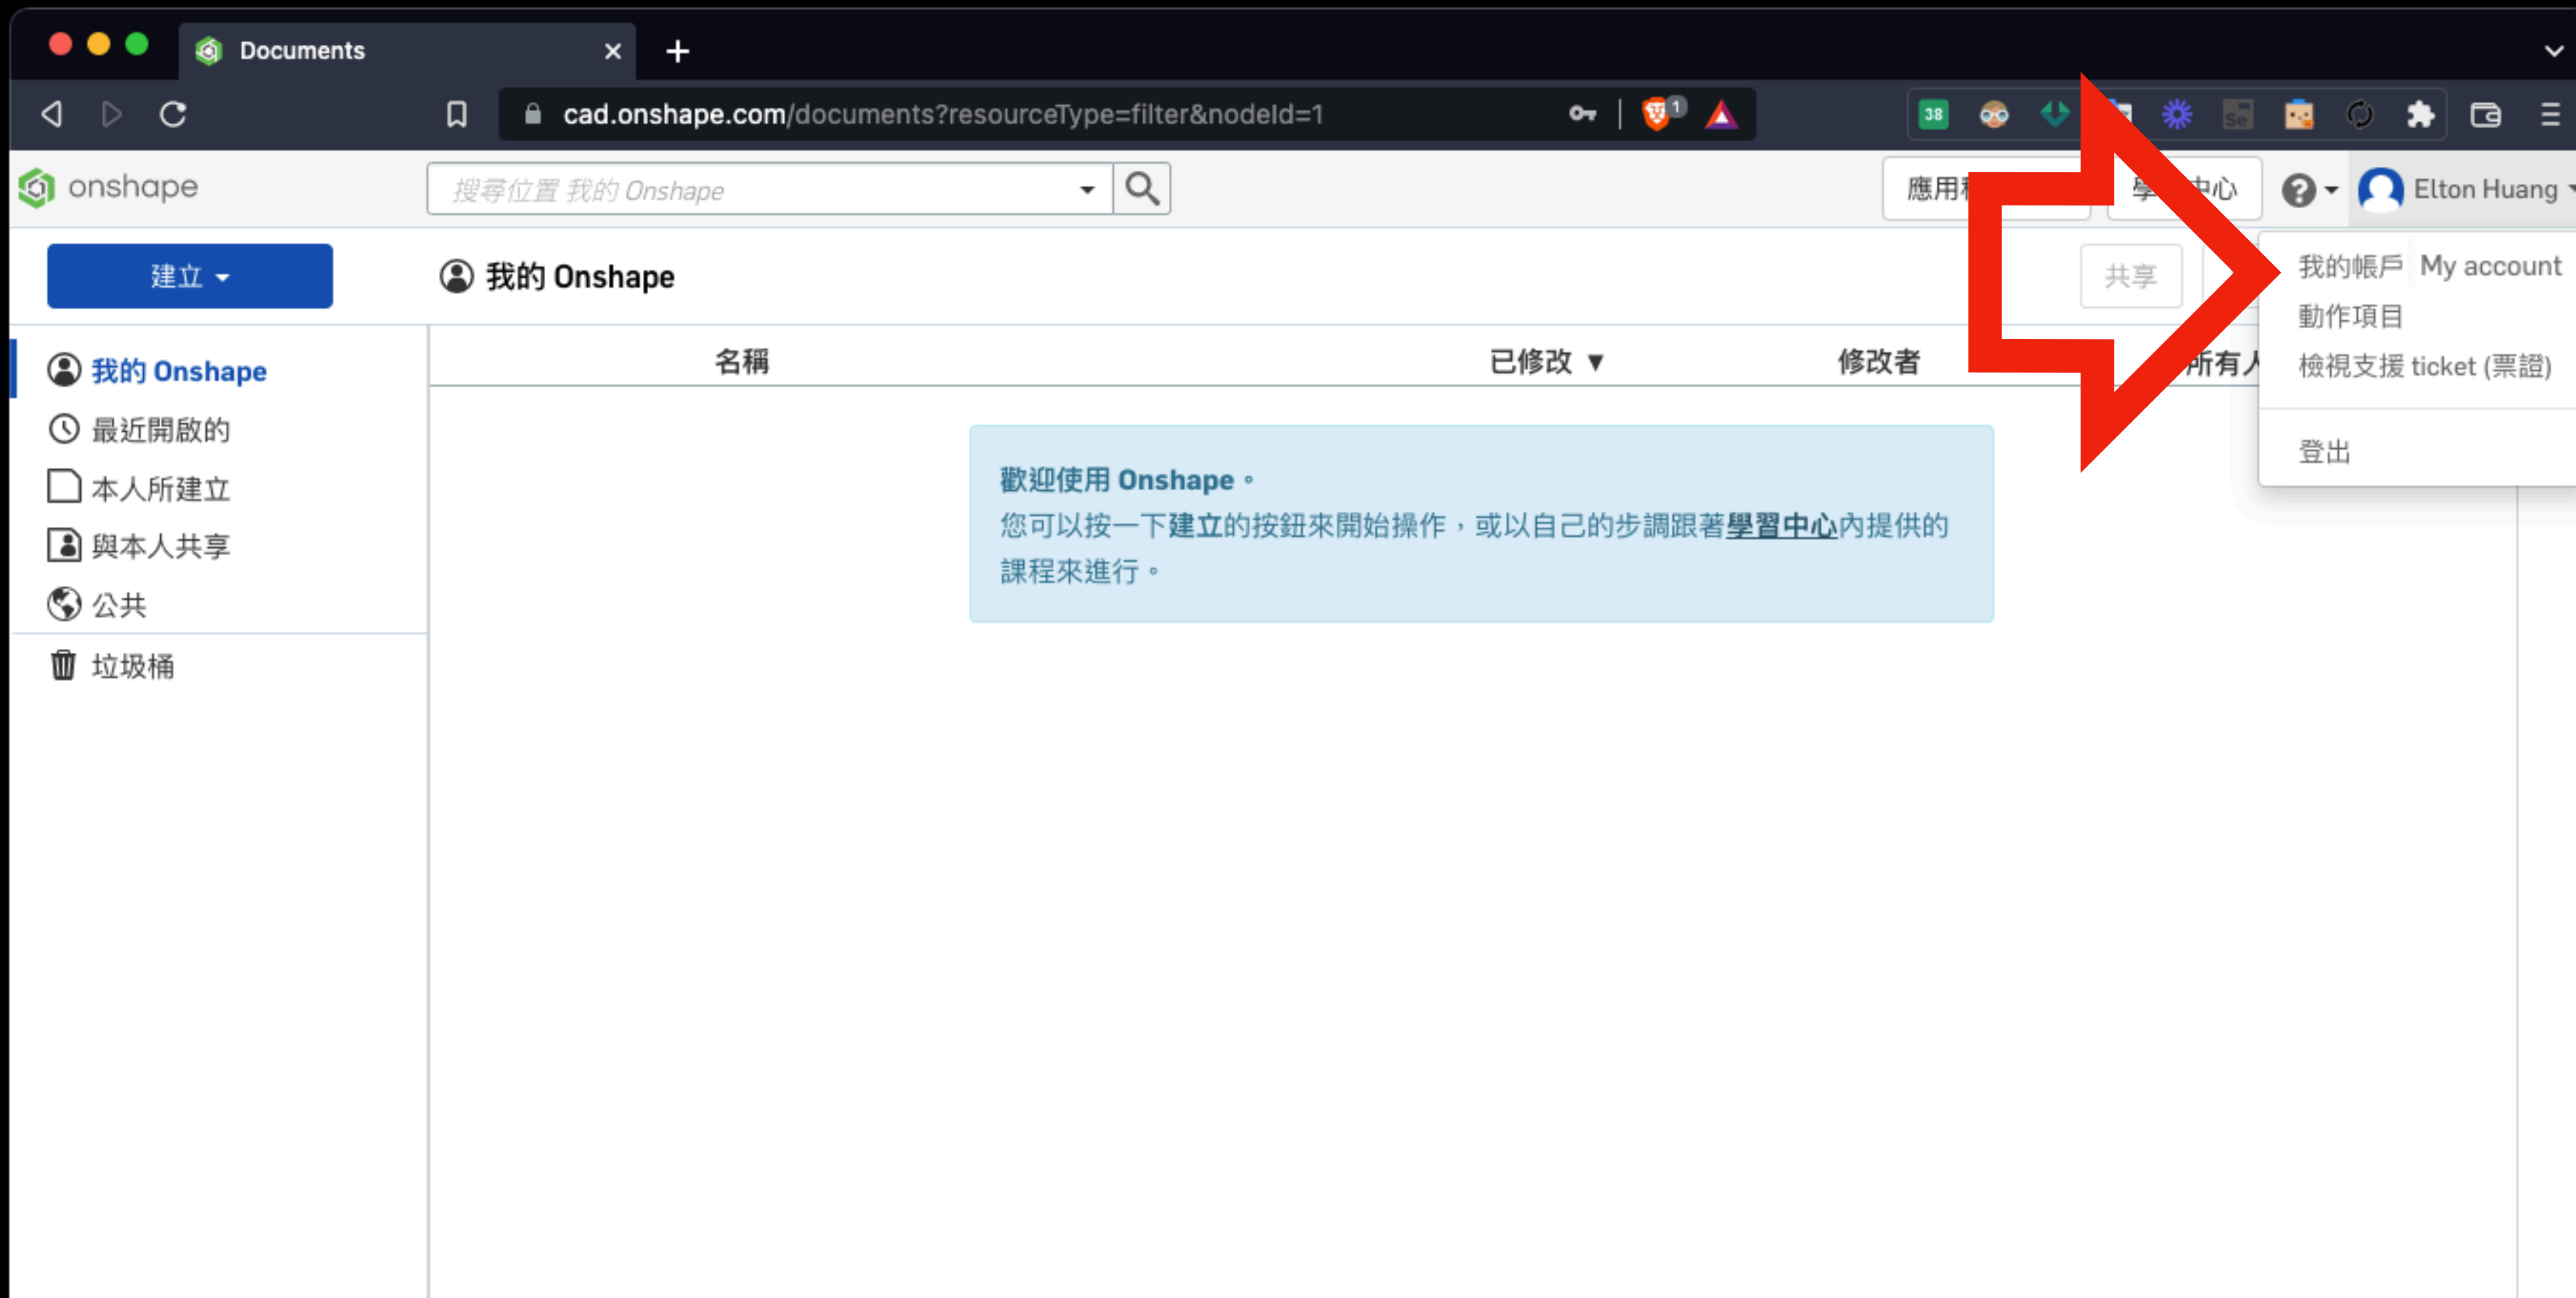 Documents
cad.onshape.com/documents?resourceType=filter&nodeId=1
1
38
Se
onshape
搜尋位置 我的 Onshape
應用
中心
Elton Huang
建立
我的 Onshape
共享
我的帳戶 My account
動作項目
檢視支援 ticket (票證)
登出
我的 Onshape
最近開啟的
本人所建立
與本人共享
公共
垃圾桶
名稱 已修改 ▼ 修改者 所有人
歡迎使用 Onshape。
您可以按一下建立的按鈕來開始操作，或以自己的步調跟著學習中心內提供的
課程來進行。